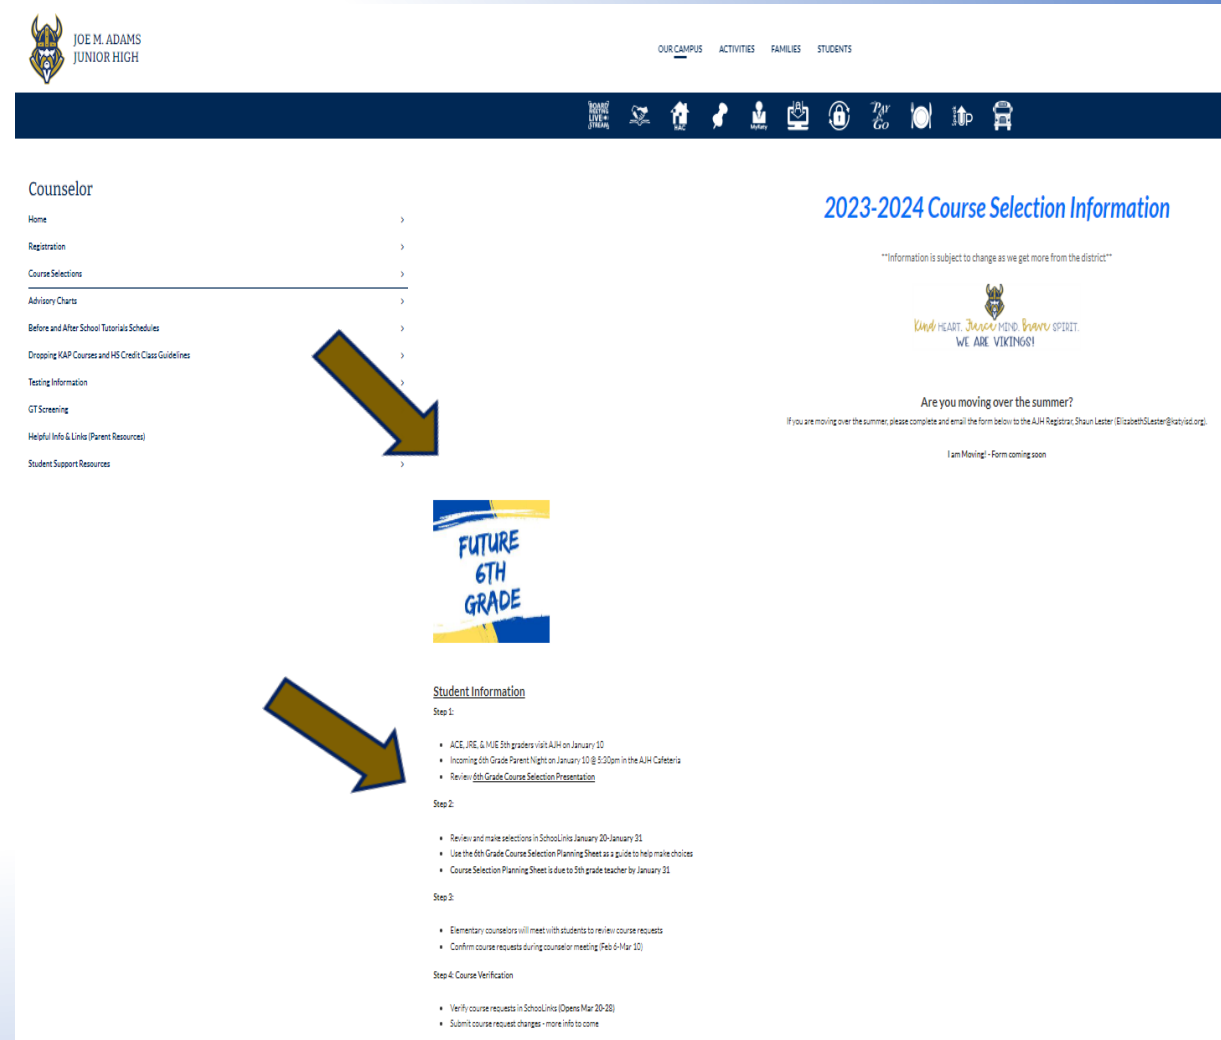 JOE M. ADAMS
JUNIOR HIGH
OUR CAMPUS ACTIVITIES FAMILIES STUDENTS
BOARD
MEETING
LIVE
STREAM
HAC
MyKaty
Pay
&
Go
UP
Counselor
Home
Registration
Course Selections
Advisory Charts
Before and After School Tutorials Schedules
Dropping KAP Courses and HS Credit Class Guidelines
Testing Information
GT Screening
Helpful Info & Links (Parent Resources)
Student Support Resources
2023-2024 Course Selection Information
**Information is subject to change as we get more from the district**
Kind HEART. Fierce MIND. Brave SPIRIT.
WE ARE VIKINGS!
Are you moving over the summer?
If you are moving over the summer, please complete and email the form below to the AJH Registrar, Shaun Lester (ElizabethSLester@katyisd.org).
I am Moving! - Form coming soon
FUTURE
6TH
GRADE
Student Information
Step 1:
ACE, JRE, & MJE 5th graders visit AJH on January 10
Incoming 6th Grade Parent Night on January 10 @ 5:30pm in the AJH Cafeteria
Review 6th Grade Course Selection Presentation
Step 2:
Review and make selections in SchooLinks January 20-January 31
Use the 6th Grade Course Selection Planning Sheet as a guide to help make choices
Course Selection Planning Sheet is due to 5th grade teacher by January 31
Step 3:
Elementary counselors will meet with students to review course requests
Confirm course requests during counselor meeting (Feb 6-Mar 10)
Step 4: Course Verification
Verify course requests in SchooLinks (Opens Mar 20-28)
Submit course request changes - more info to come